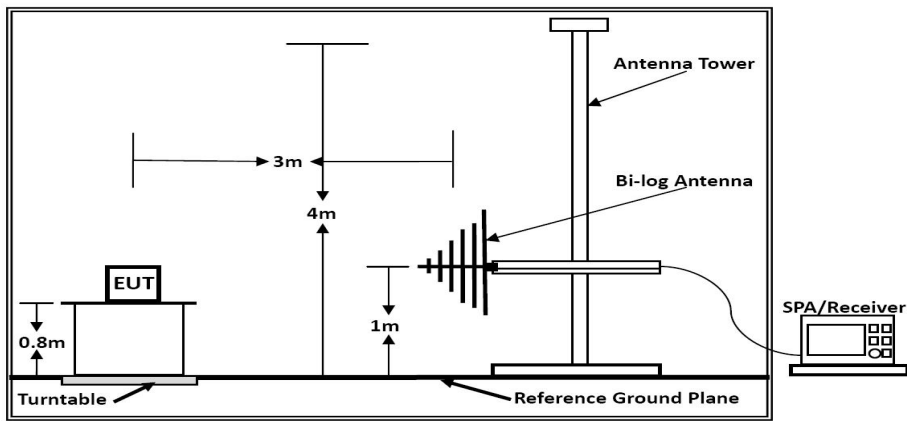 Antenna Tower
3m
Bi-log Antenna
4m
EUT
SPA/Receiver
0.8m
1m
Turntable
Reference Ground Plane